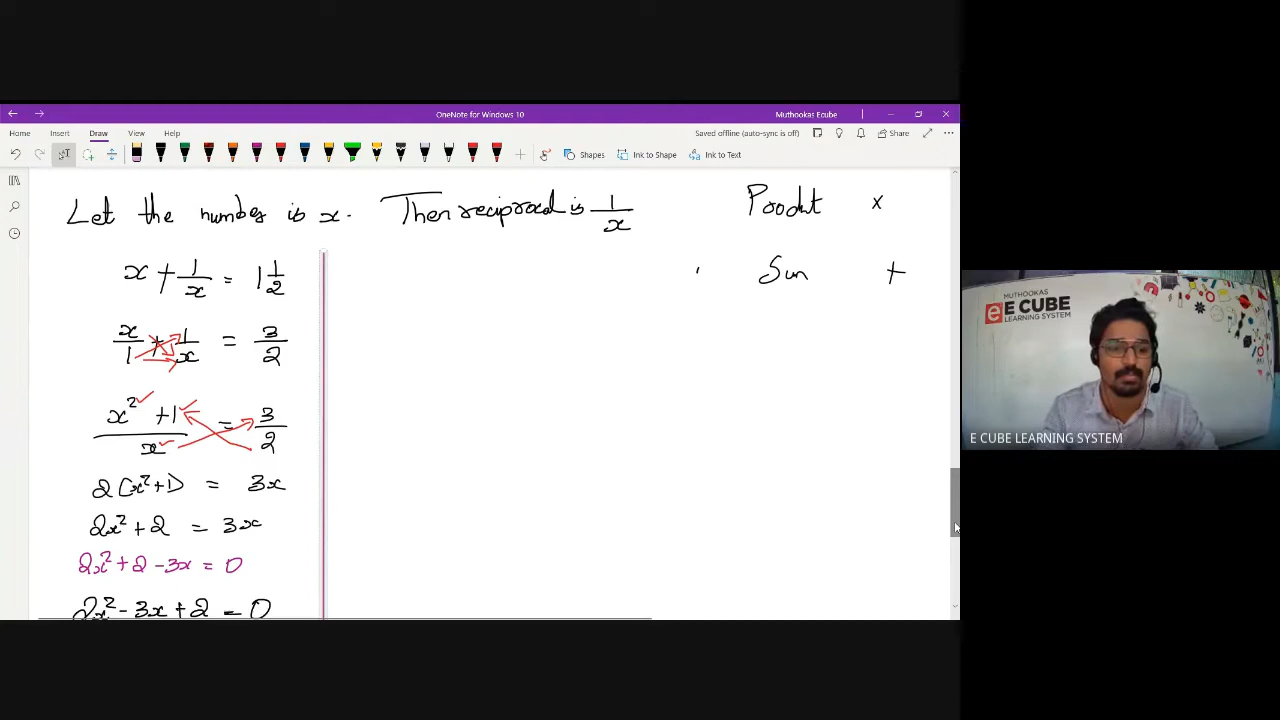 OneNote for Windows 10
Muthookas Ecube
Home Insert Draw View Help
Saved offline (auto-sync is off)
Share
Shapes
Ink to Shape
Ink to Text
Let the number is x. Then reciprocal is 1/x
Product x
x + 1/x = 1 1/2
Sum +
x/1 + 1/x = 3/2
(x² + 1)/x = 3/2
2(x²+1) = 3x
2x² + 2 = 3x
2x² + 2 - 3x = 0
2x² - 3x + 2 = 0
MUTHOOKAS
E CUBE
LEARNING SYSTEM
E CUBE LEARNING SYSTEM